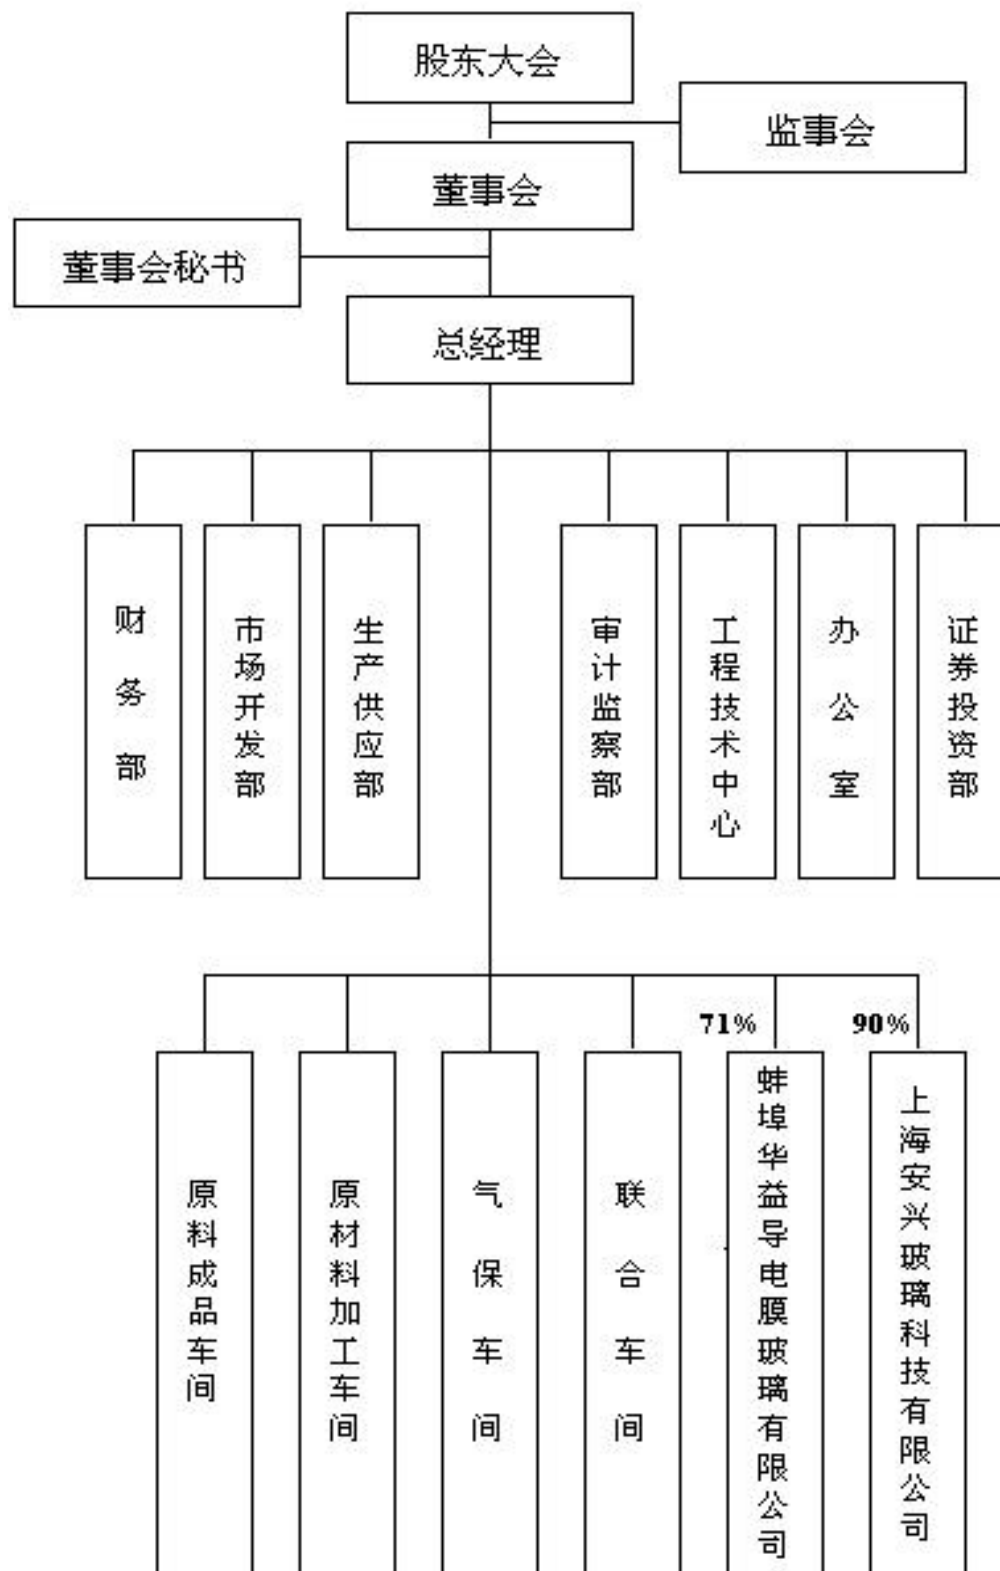 股东大会
监事会
董事会
董事会秘书
总经理
财务部
市场开发部
生产供应部
审计监察部
工程技术中心
办公室
证券投资部
71%
90%
原料成品车间
原材料加工车间
气保车间
联合车间
蚌埠华益导电膜玻璃有限公司
上海安兴玻璃科技有限公司